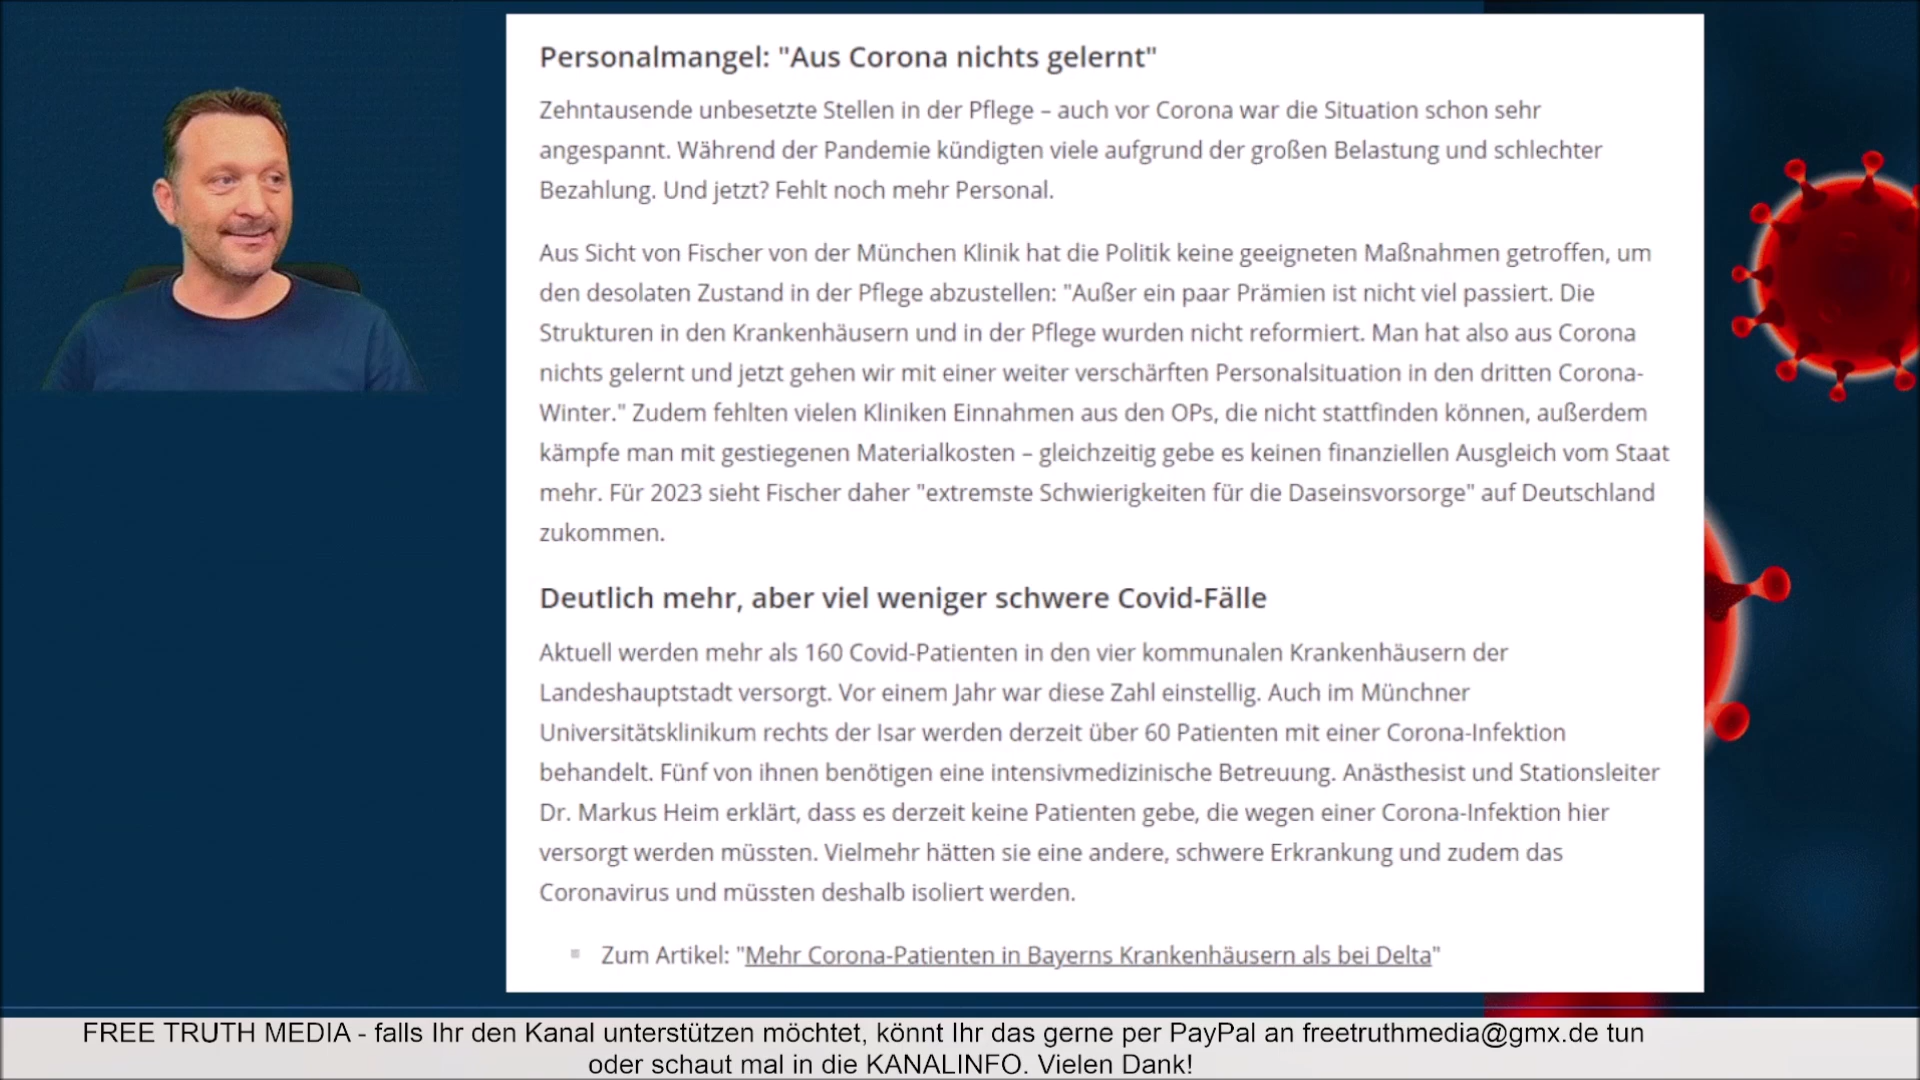 Personalmangel: "Aus Corona nichts gelernt"
Zehntausende unbesetzte Stellen in der Pflege – auch vor Corona war die Situation schon sehr
angespannt. Während der Pandemie kündigten viele aufgrund der großen Belastung und schlechter
Bezahlung. Und jetzt? Fehlt noch mehr Personal.
Aus Sicht von Fischer von der München Klinik hat die Politik keine geeigneten Maßnahmen getroffen, um
den desolaten Zustand in der Pflege abzustellen: "Außer ein paar Prämien ist nicht viel passiert. Die
Strukturen in den Krankenhäusern und in der Pflege wurden nicht reformiert. Man hat also aus Corona
nichts gelernt und jetzt gehen wir mit einer weiter verschärften Personalsituation in den dritten Corona-
Winter." Zudem fehlten vielen Kliniken Einnahmen aus den OPs, die nicht stattfinden können, außerdem
kämpfe man mit gestiegenen Materialkosten – gleichzeitig gebe es keinen finanziellen Ausgleich vom Staat
mehr. Für 2023 sieht Fischer daher "extremste Schwierigkeiten für die Daseinsvorsorge" auf Deutschland
zukommen.
Deutlich mehr, aber viel weniger schwere Covid-Fälle
Aktuell werden mehr als 160 Covid-Patienten in den vier kommunalen Krankenhäusern der
Landeshauptstadt versorgt. Vor einem Jahr war diese Zahl einstellig. Auch im Münchner
Universitätsklinikum rechts der Isar werden derzeit über 60 Patienten mit einer Corona-Infektion
behandelt. Fünf von ihnen benötigen eine intensivmedizinische Betreuung. Anästhesist und Stationsleiter
Dr. Markus Heim erklärt, dass es derzeit keine Patienten gebe, die wegen einer Corona-Infektion hier
versorgt werden müssten. Vielmehr hätten sie eine andere, schwere Erkrankung und zudem das
Coronavirus und müssten deshalb isoliert werden.
Zum Artikel: "Mehr Corona-Patienten in Bayerns Krankenhäusern als bei Delta"
FREE TRUTH MEDIA - falls Ihr den Kanal unterstützen möchtet, könnt Ihr das gerne per PayPal an freetruthmedia@gmx.de tun
oder schaut mal in die KANALINFO. Vielen Dank!